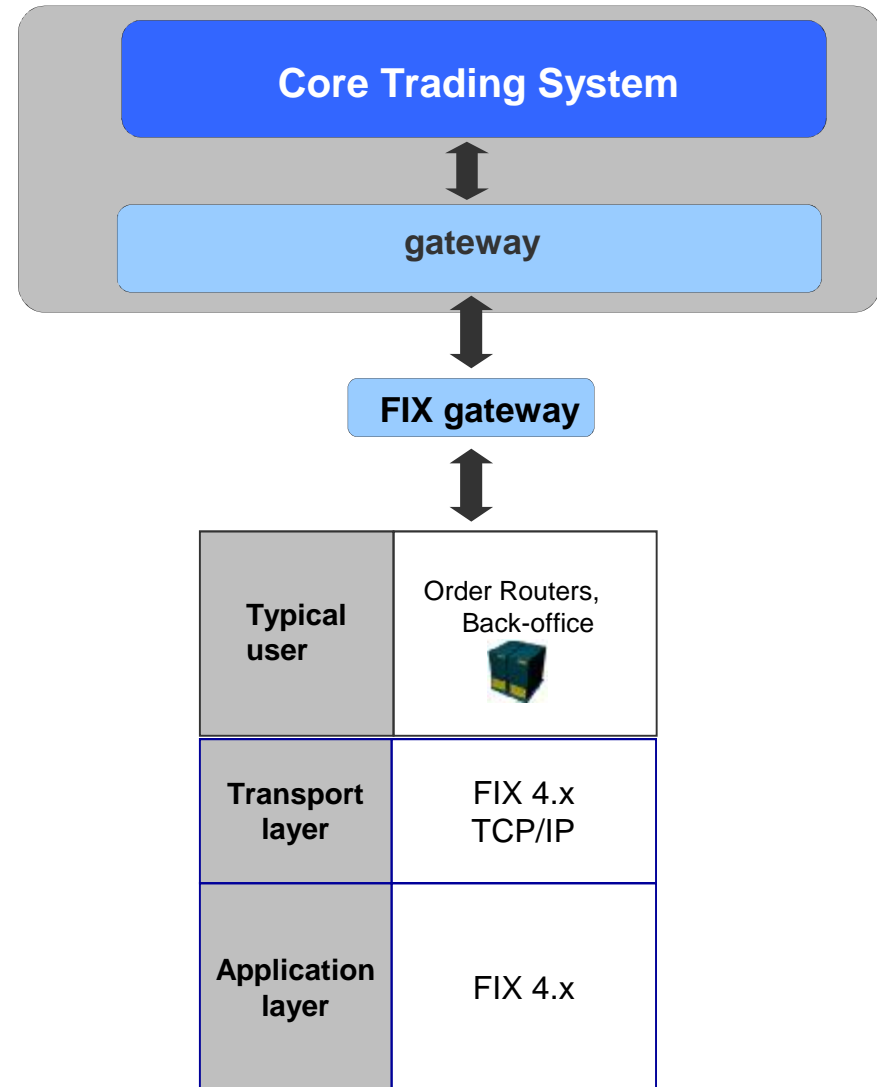 Core Trading System
gateway
FIX gateway
Typical
user
Order Routers,
Back-office
Transport
layer
FIX 4.x
TCP/IP
Application
layer
FIX 4.x